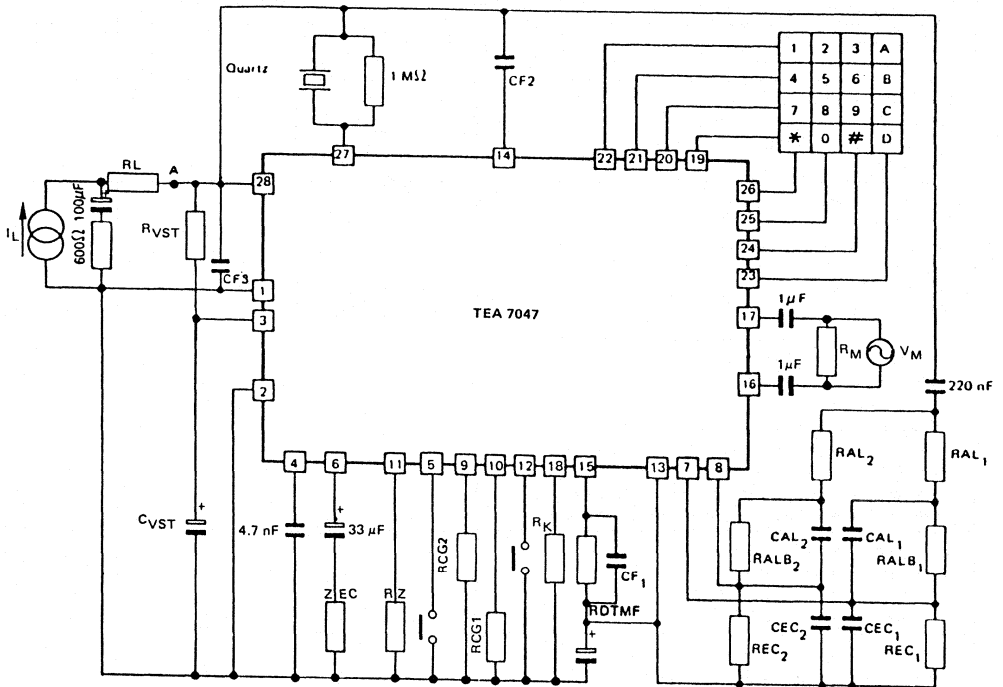 1 2 3 A
4 5 6 B
7 8 9 C
* 0 # D
Quartz
1 MΩ
CF2
27
14
22
21
20
19
28
26
25
24
23
17
16
RL
A
100µF
600Ω
IL
RVST
CF3
1
3
2
TEA 7047
1µF
1µF
RM
VM
220 nF
4
6
11
5
9
10
12
18
15
13
7
8
CVST
+
4.7 nF
+
33 µF
ZEC
RZ
RCG2
RCG1
RK
CF1
RDTMF
+
RAL2
RAL1
CAL2
CAL1
RALB2
RALB1
CEC2
CEC1
REC2
REC1